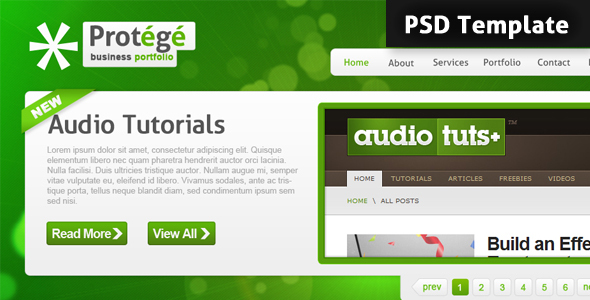 PSD Template
Protégé
business portfolio
Home About Services Portfolio Contact
NEW
Audio Tutorials
Lorem ipsum dolor sit amet, consectetur adipiscing elit. Quisque
elementum libero nec quam pharetra hendrerit auctor orci lacinia.
Nulla facilisi. Duis ultricies tristique auctor. Nullam augue mi, semper
vitae vulputate eu, eleifend id libero. Vivamus sodales, ante ac tris-
tique porta, tellus neque blandit diam, sed condimentum ipsum sem
sed nisi.
Read More
View All
audio tuts+ ™
HOME TUTORIALS ARTICLES FREEBIES VIDEOS
HOME \ ALL POSTS
Build an Effe
prev 1 2 3 4 5 6 ne